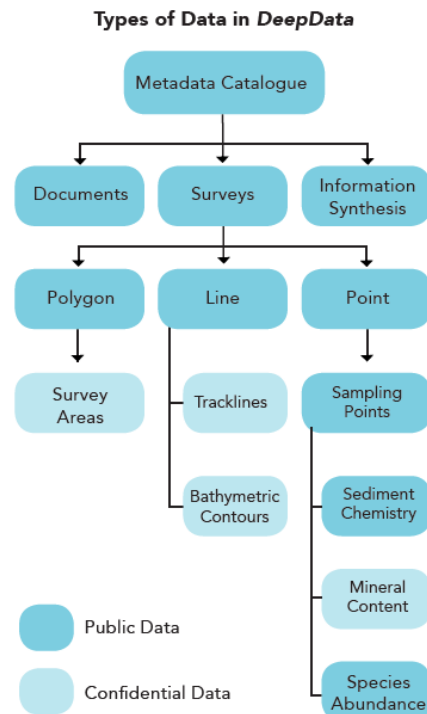 Types of Data in DeepData
Metadata Catalogue
Documents
Surveys
Information
Synthesis
Polygon
Line
Point
Survey
Areas
Tracklines
Sampling
Points
Bathymetric
Contours
Sediment
Chemistry
Mineral
Content
Species
Abundance
Public Data
Confidential Data